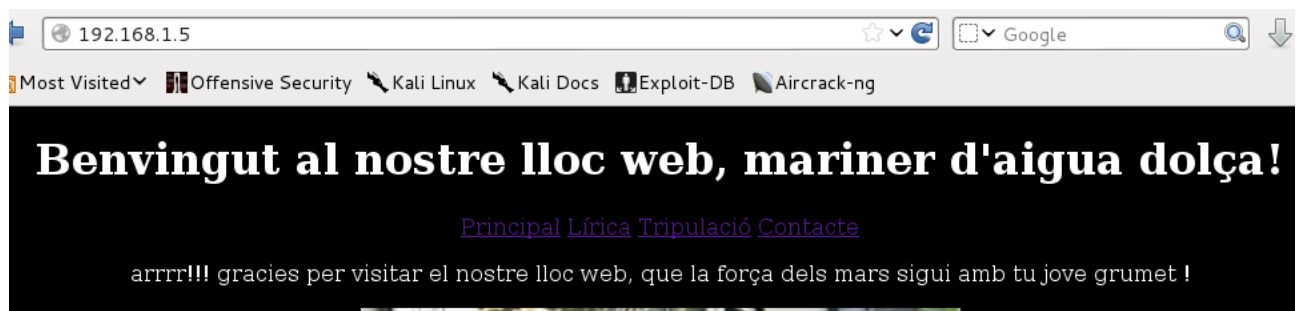 192.168.1.5 Google
Most Visited Offensive Security Kali Linux Kali Docs Exploit-DB Aircrack-ng
Benvingut al nostre lloc web, mariner d'aigua dolça!
Principal Lírica Tripulació Contacte
arrrr!!! gracies per visitar el nostre lloc web, que la força dels mars sigui amb tu jove grumet !